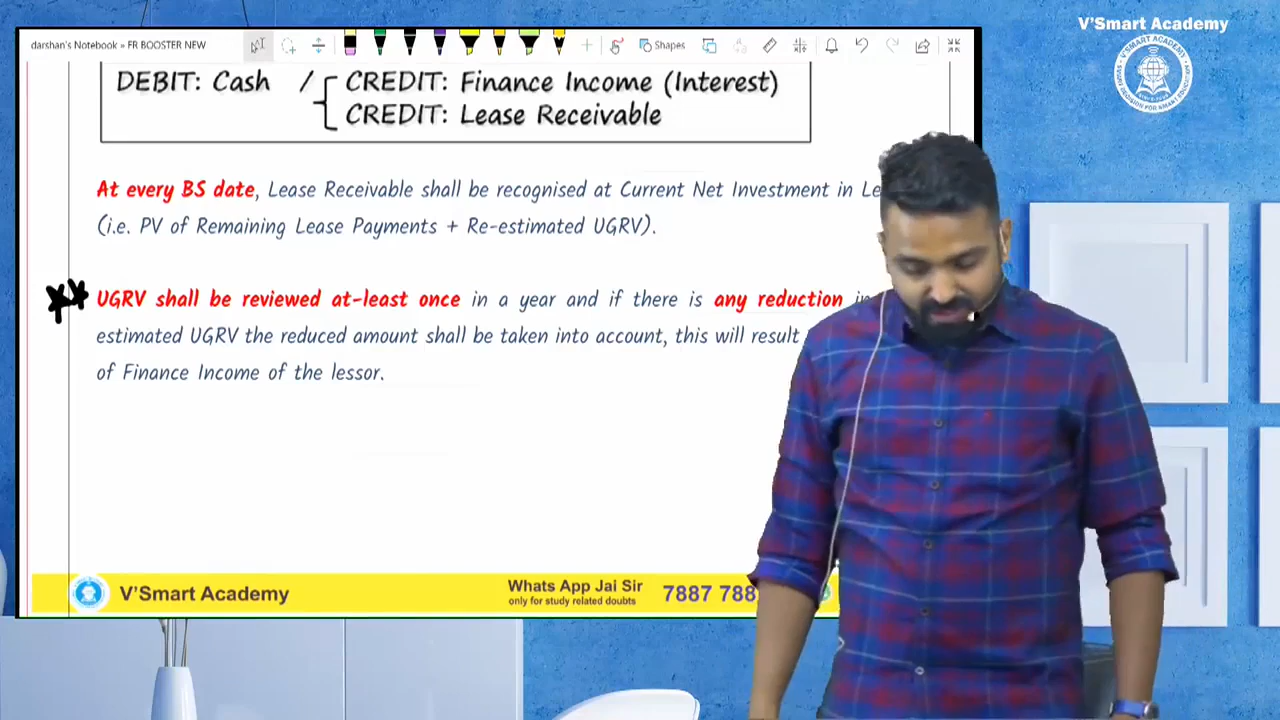 V'Smart Academy
darshan's Notebook » FR BOOSTER NEW
Shapes
DEBIT: Cash / CREDIT: Finance Income (Interest)
CREDIT: Lease Receivable
At every BS date, Lease Receivable shall be recognised at Current Net Investment in
(i.e. PV of Remaining Lease Payments + Re-estimated UGRV).
UGRV shall be reviewed at-least once in a year and if there is any reduction in
estimated UGRV the reduced amount shall be taken into account, this will result
of Finance Income of the lessor.
V'Smart Academy
Whats App Jai Sir
only for study related doubts
7887 788